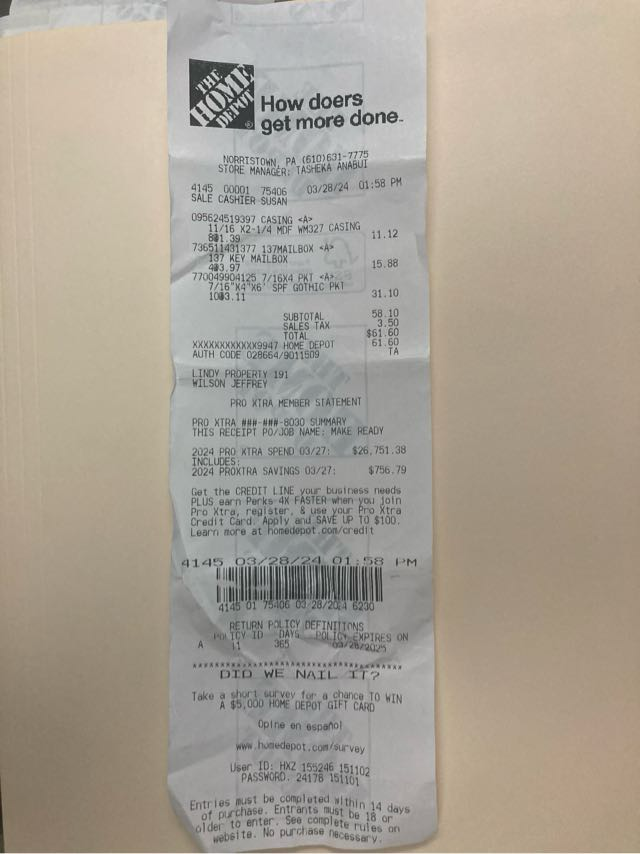 THE
HOME
DEPOT
How doers
get more done.
NORRISTOWN, PA (610)631-7775
STORE MANAGER: TASHEKA ANABUI
4145 00001 75406 03/28/24 01:58 PM
SALE CASHIER SUSAN
095624519397 CASING <A>
11/16 X2-1/4 MDF WM327 CASING
8@1.39 11.12
736511431377 137MAILBOX <A>
137 KEY MAILBOX
4@3.97 15.88
770049904125 7/16X4 PKT <A>
7/16"X4"X6' SPF GOTHIC PKT
10@3.11 31.10
SUBTOTAL 58.10
SALES TAX 3.50
TOTAL $61.60
XXXXXXXXXXXX9947 HOME DEPOT 61.60
AUTH CODE 028664/9011509 TA
LINDY PROPERTY 191
WILSON JEFFREY
PRO XTRA MEMBER STATEMENT
PRO XTRA ###-###-8030 SUMMARY
THIS RECEIPT PO/JOB NAME: MAKE READY
2024 PRO XTRA SPEND 03/27: $26,751.38
INCLUDES:
2024 PROXTRA SAVINGS 03/27: $756.79
Get the CREDIT LINE your business needs
PLUS earn Perks 4X FASTER when you join
Pro Xtra, register, & use your Pro Xtra
Credit Card. Apply and SAVE UP TO $100.
Learn more at homedepot.com/credit
4145 03/28/24 01:58 PM
4145 01 75406 03/28/2024 6230
RETURN POLICY DEFINITIONS
POLICY ID DAYS POLICY EXPIRES ON
A 11 365 03/28/2025
DID WE NAIL IT?
Take a short survey for a chance TO WIN
A $5,000 HOME DEPOT GIFT CARD
Opine en español
www.homedepot.com/survey
User ID: HXZ 155246 151102
PASSWORD: 24178 151101
Entries must be completed within 14 days
of purchase. Entrants must be 18 or
older to enter. See complete rules on
website. No purchase necessary.